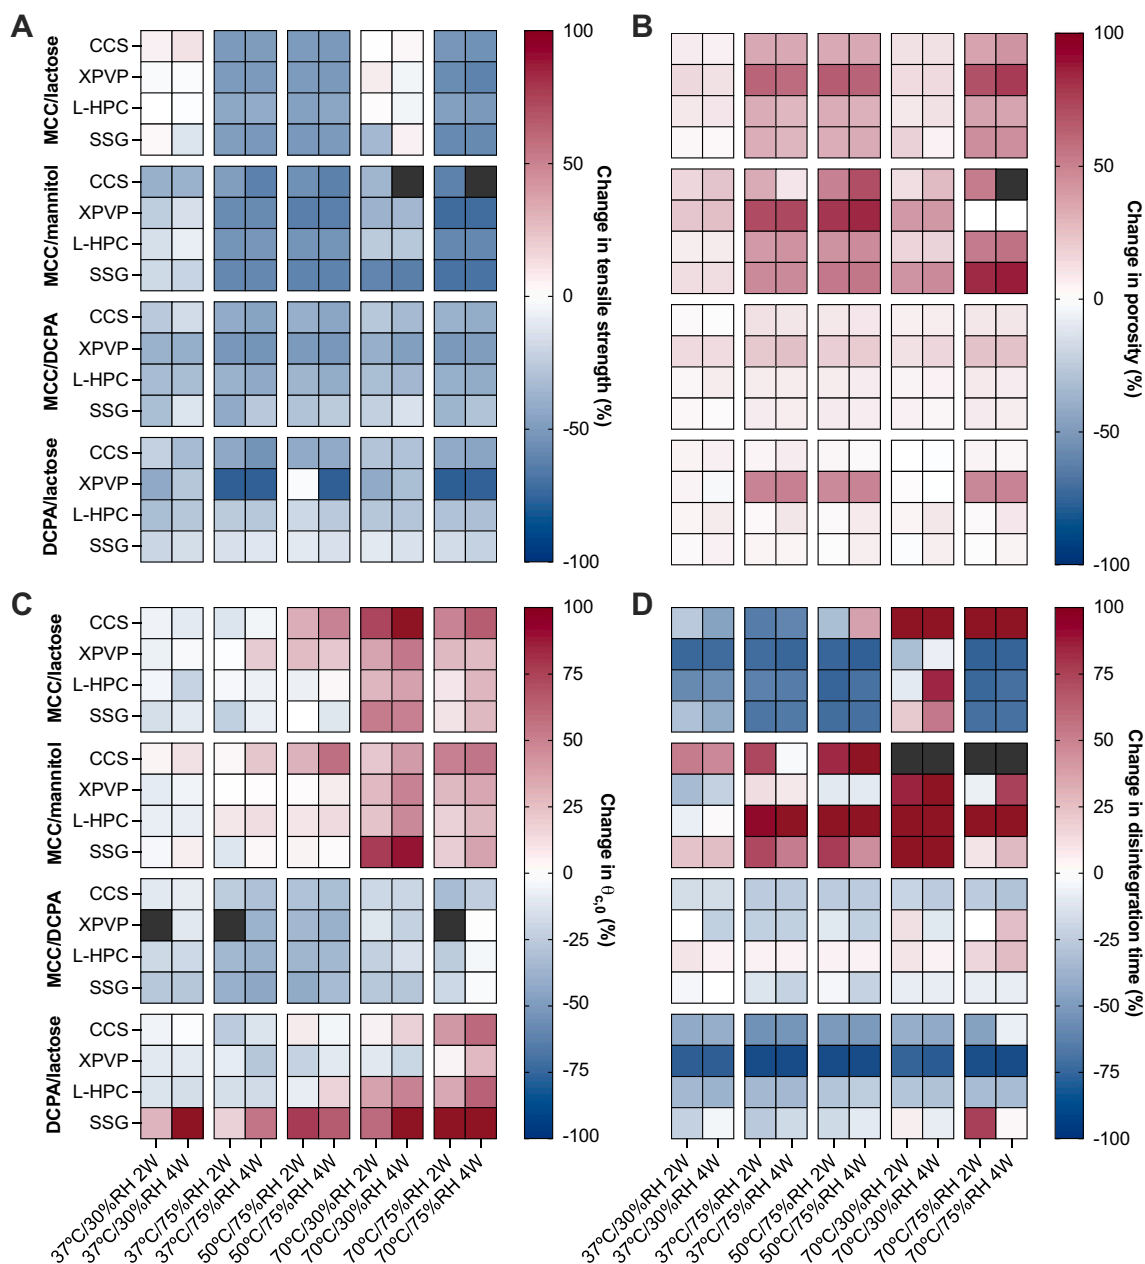 A
MCC/lactose
CCS
XPVP
L-HPC
SSG
MCC/mannitol
CCS
XPVP
L-HPC
SSG
MCC/DCPA
CCS
XPVP
L-HPC
SSG
DCPA/lactose
CCS
XPVP
L-HPC
SSG
100
50
0
-50
-100
Change in tensile strength (%)
B
100
50
0
-50
-100
Change in porosity (%)
C
MCC/lactose
CCS
XPVP
L-HPC
SSG
MCC/mannitol
CCS
XPVP
L-HPC
SSG
MCC/DCPA
CCS
XPVP
L-HPC
SSG
DCPA/lactose
CCS
XPVP
L-HPC
SSG
100
75
50
25
0
-25
-50
-75
-100
Change in θc,0 (%)
37°C/30%RH 2W
37°C/30%RH 4W
37°C/75%RH 2W
37°C/75%RH 4W
50°C/75%RH 2W
50°C/75%RH 4W
70°C/30%RH 2W
70°C/30%RH 4W
70°C/75%RH 2W
70°C/75%RH 4W
D
100
75
50
25
0
-25
-50
-75
-100
Change in disintegration time (%)
37°C/30%RH 2W
37°C/30%RH 4W
37°C/75%RH 2W
37°C/75%RH 4W
50°C/75%RH 2W
50°C/75%RH 4W
70°C/30%RH 2W
70°C/30%RH 4W
70°C/75%RH 2W
70°C/75%RH 4W